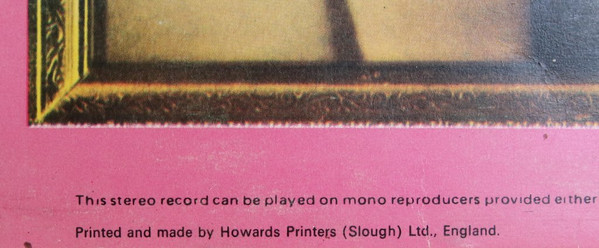 This stereo record can be played on mono reproducers provided either
Printed and made by Howards Printers (Slough) Ltd., England.